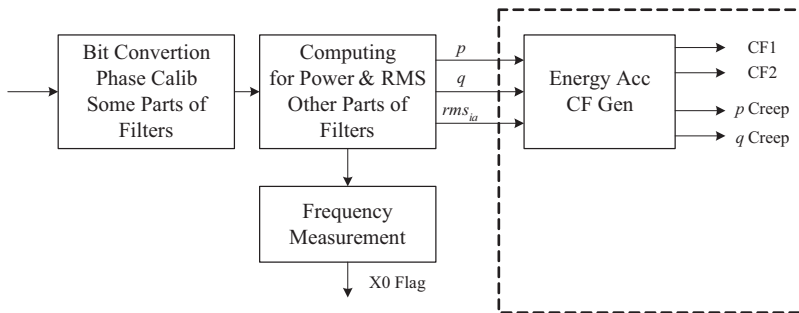 Bit Convertion
Phase Calib
Some Parts of
Filters
Computing
for Power & RMS
Other Parts of
Filters
p
q
rms_ia
Energy Acc
CF Gen
CF1
CF2
p Creep
q Creep
Frequency
Measurement
X0 Flag